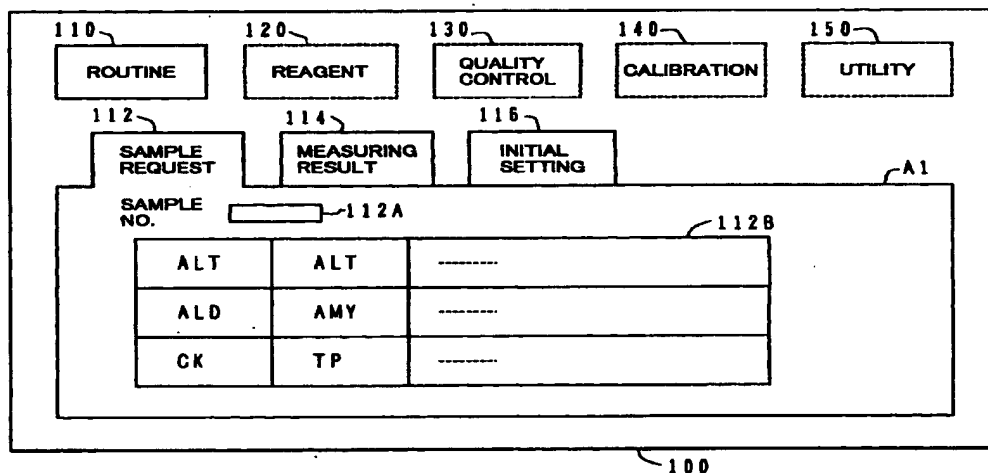 110 120 130 140 150
ROUTINE REAGENT QUALITY CONTROL CALIBRATION UTILITY
112 114 116
SAMPLE REQUEST MEASURING RESULT INITIAL SETTING
A1
SAMPLE NO. 112A
112B
ALT ALT
ALD AMY
CK TP
100